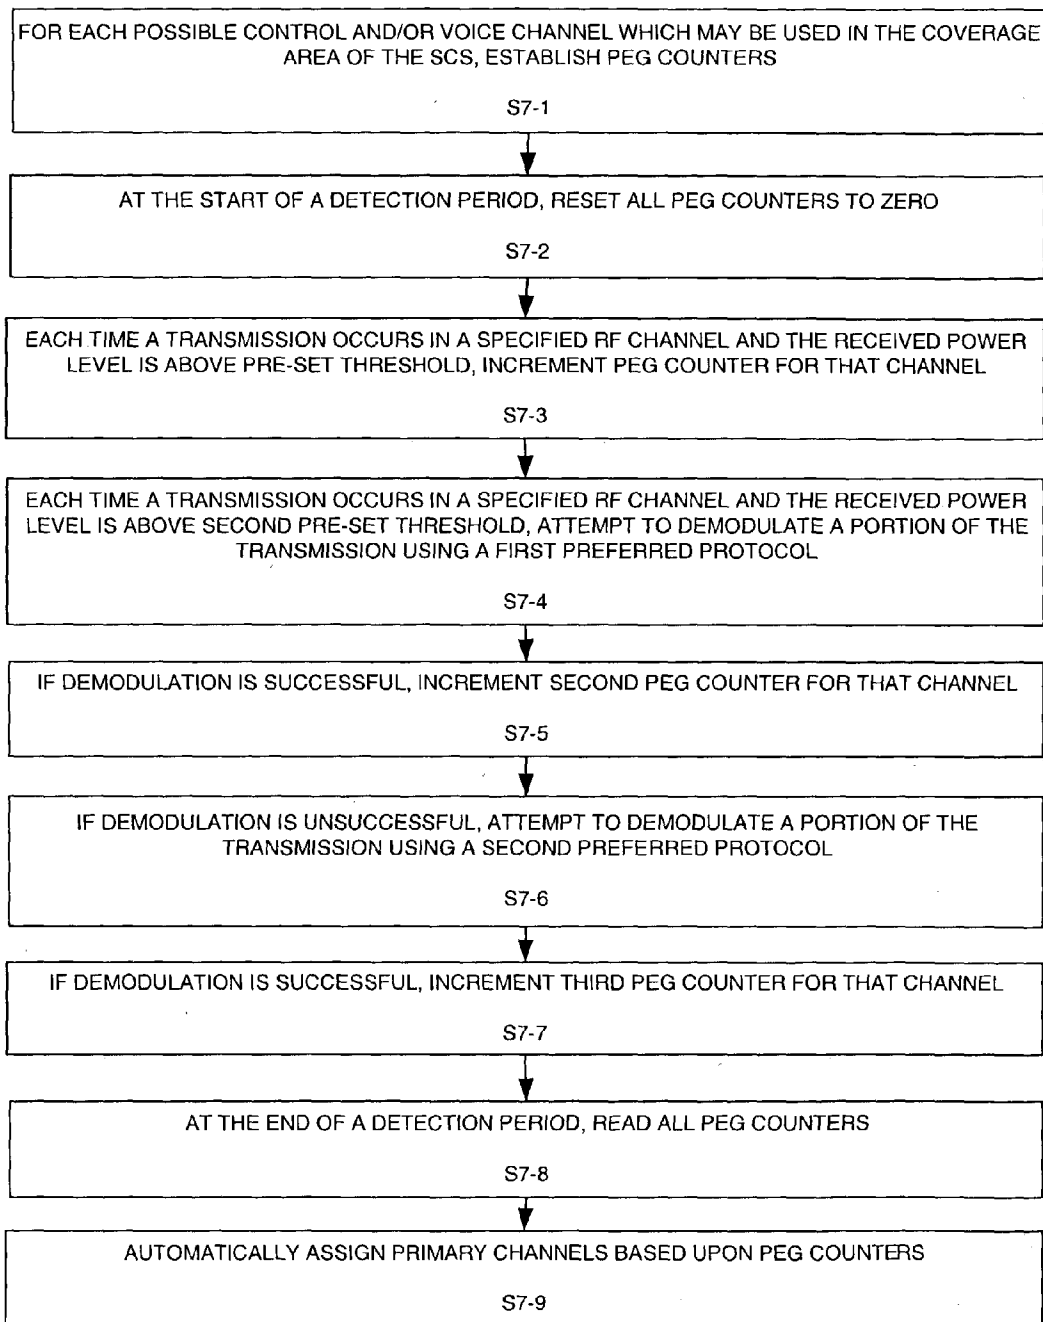 FOR EACH POSSIBLE CONTROL AND/OR VOICE CHANNEL WHICH MAY BE USED IN THE COVERAGE
AREA OF THE SCS, ESTABLISH PEG COUNTERS
S7-1
AT THE START OF A DETECTION PERIOD, RESET ALL PEG COUNTERS TO ZERO
S7-2
EACH TIME A TRANSMISSION OCCURS IN A SPECIFIED RF CHANNEL AND THE RECEIVED POWER
LEVEL IS ABOVE PRE-SET THRESHOLD, INCREMENT PEG COUNTER FOR THAT CHANNEL
S7-3
EACH TIME A TRANSMISSION OCCURS IN A SPECIFIED RF CHANNEL AND THE RECEIVED POWER
LEVEL IS ABOVE SECOND PRE-SET THRESHOLD, ATTEMPT TO DEMODULATE A PORTION OF THE
TRANSMISSION USING A FIRST PREFERRED PROTOCOL
S7-4
IF DEMODULATION IS SUCCESSFUL, INCREMENT SECOND PEG COUNTER FOR THAT CHANNEL
S7-5
IF DEMODULATION IS UNSUCCESSFUL, ATTEMPT TO DEMODULATE A PORTION OF THE
TRANSMISSION USING A SECOND PREFERRED PROTOCOL
S7-6
IF DEMODULATION IS SUCCESSFUL, INCREMENT THIRD PEG COUNTER FOR THAT CHANNEL
S7-7
AT THE END OF A DETECTION PERIOD, READ ALL PEG COUNTERS
S7-8
AUTOMATICALLY ASSIGN PRIMARY CHANNELS BASED UPON PEG COUNTERS
S7-9